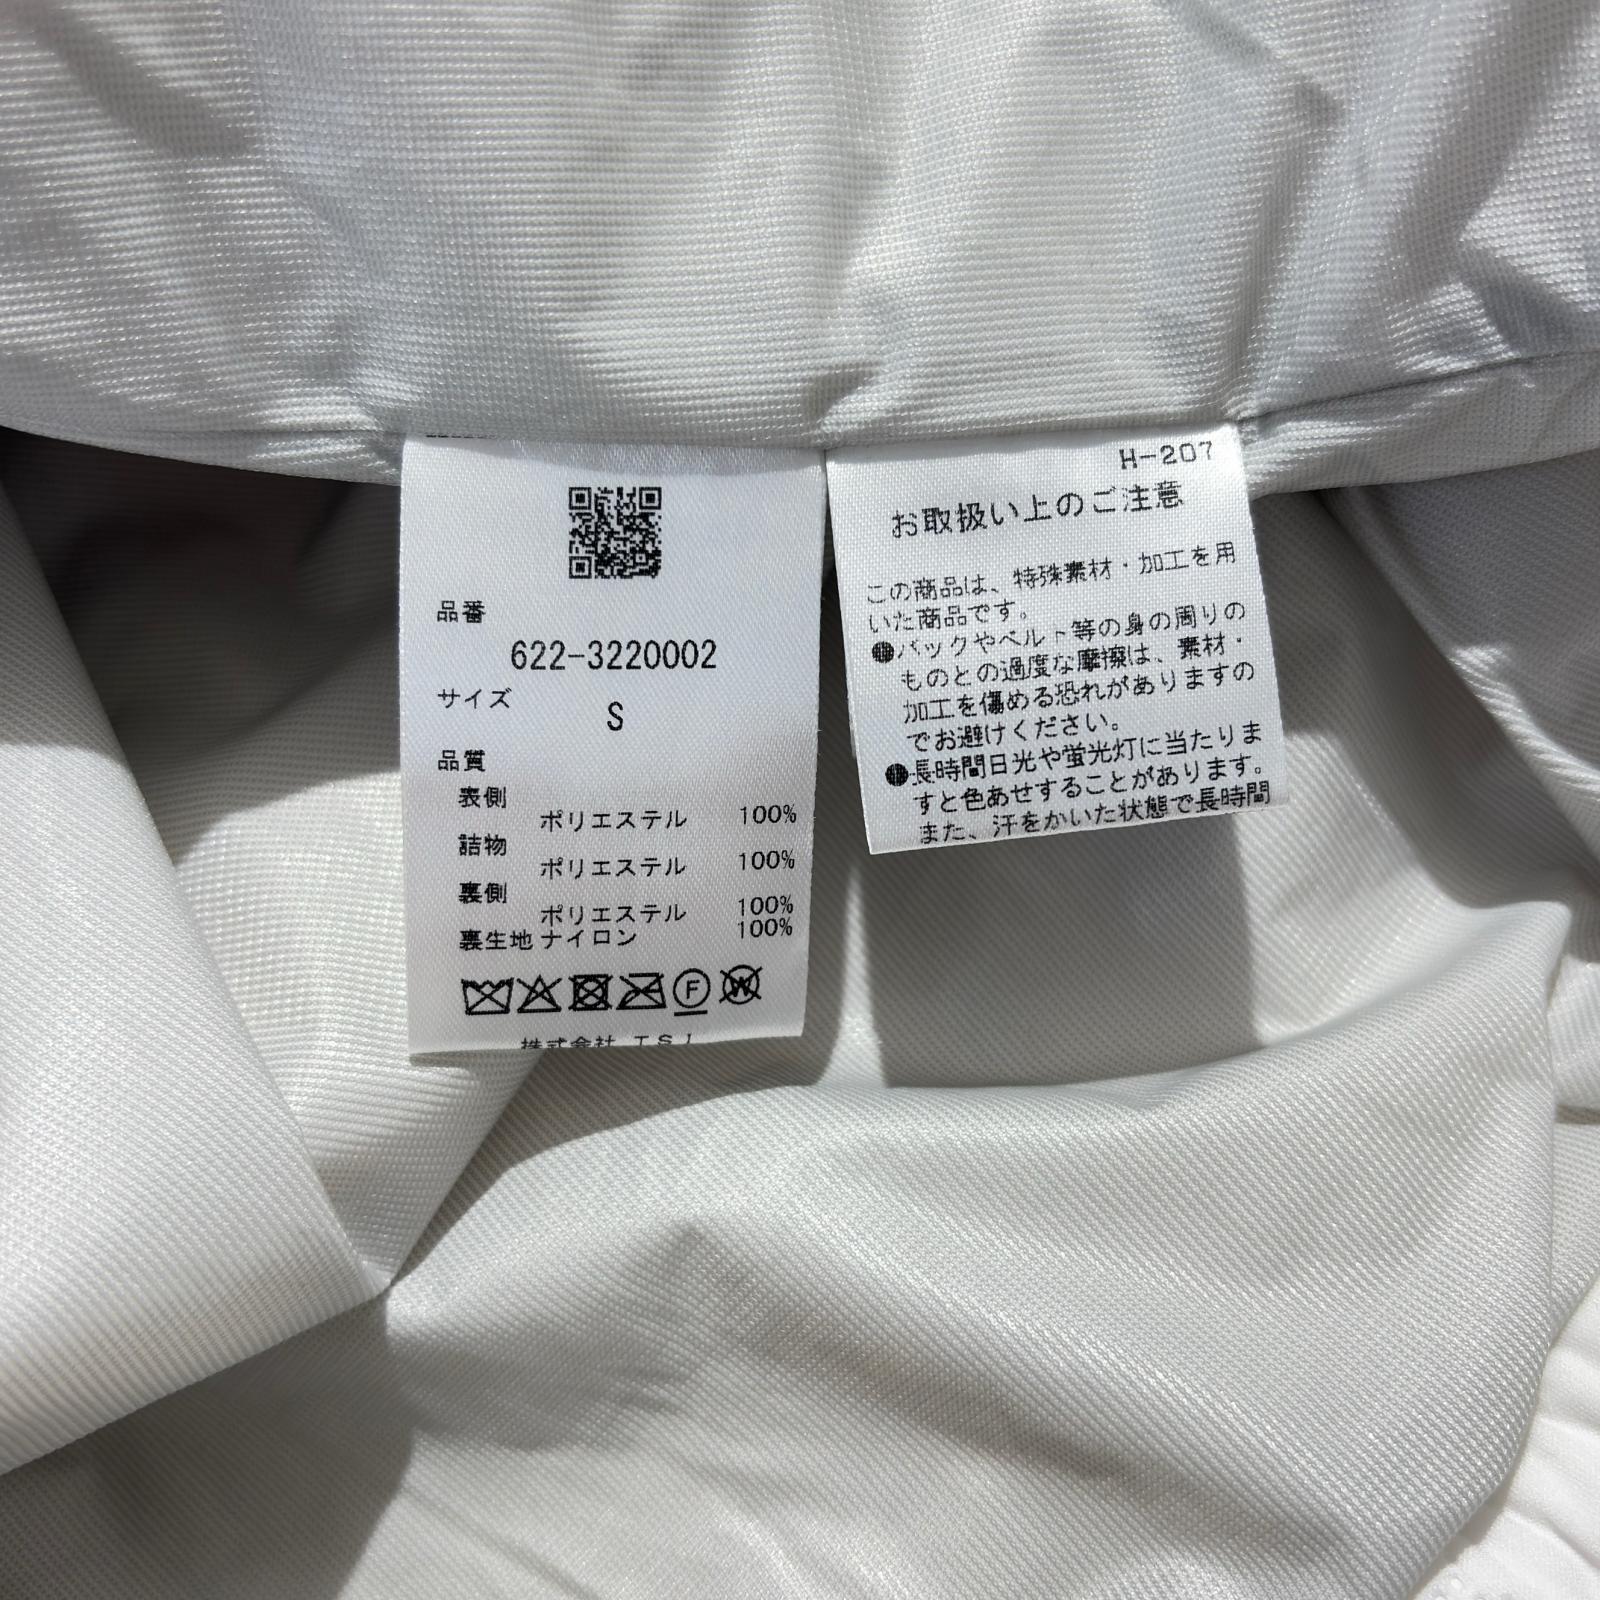 品番
622-3220002
サイズ
S
品質
表側
ポリエステル 100%
詰物
ポリエステル 100%
裏側
ポリエステル 100%
裏生地 ナイロン 100%
F
W
株式会社 TSI
H-207
お取扱い上のご注意
この商品は、特殊素材・加工を用
いた商品です。
●バックやベルト等の身の周りの
ものとの過度な摩擦は、素材・
加工を傷める恐れがありますの
でお避けください。
●長時間日光や蛍光灯に当たりま
すと色あせすることがあります。
また、汗をかいた状態で長時間